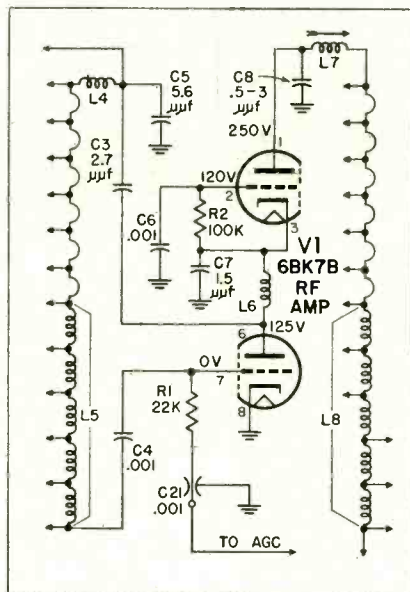 C5
5.6
μμf
L4
C3
2.7
μμf
C8
.5-3
μμf
L7
250V
1
120V
2
3
R2
100K
C6
.001
C7
1.5
μμf
V1
6BK7B
RF
AMP
L6
6
125V
0V
7
8
L5
R1
22K
L8
C4
.001
C21
.001
TO AGC